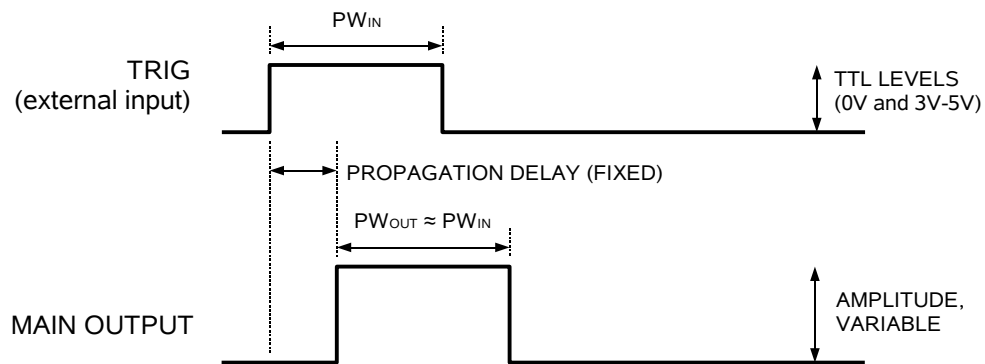 PWIN
TRIG
(external input)
TTL LEVELS
(0V and 3V-5V)
PROPAGATION DELAY (FIXED)
PWOUT ≈ PWIN
MAIN OUTPUT
AMPLITUDE,
VARIABLE